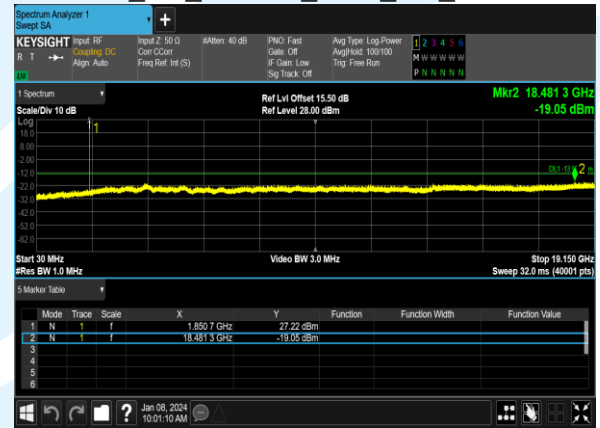 Spectrum Analyzer 1
Swept SA
+
KEYSIGHT Input: RF Input Z: 50 Ω #Atten: 40 dB PNO: Fast Avg Type: Log-Power 1 2 3 4 5 6
R T Coupling: DC Corr CCorr Gate: Off Avg|Hold: 100/100 M W W W W W
Align: Auto Freq Ref: Int (S) IF Gain: Low Trig: Free Run
LV Sig Track: Off P N N N N N
1 Spectrum Ref Lvl Offset 15.50 dB Mkr2 18.481 3 GHz
Scale/Div 10 dB Ref Level 28.00 dBm -19.05 dBm
Log
18.0 1
8.00
-2.00
-12.0 2
-22.0
-32.0
-42.0
-52.0
-62.0
Start 30 MHz Video BW 3.0 MHz Stop 19.150 GHz
#Res BW 1.0 MHz Sweep 32.0 ms (40001 pts)
5 Marker Table
Mode Trace Scale X Y Function Function Width Function Value
1 N 1 f 1.850 7 GHz 27.22 dBm
2 N 1 f 18.481 3 GHz -19.05 dBm
3
4
5
6
? Jan 08, 2024
10:01:10 AM